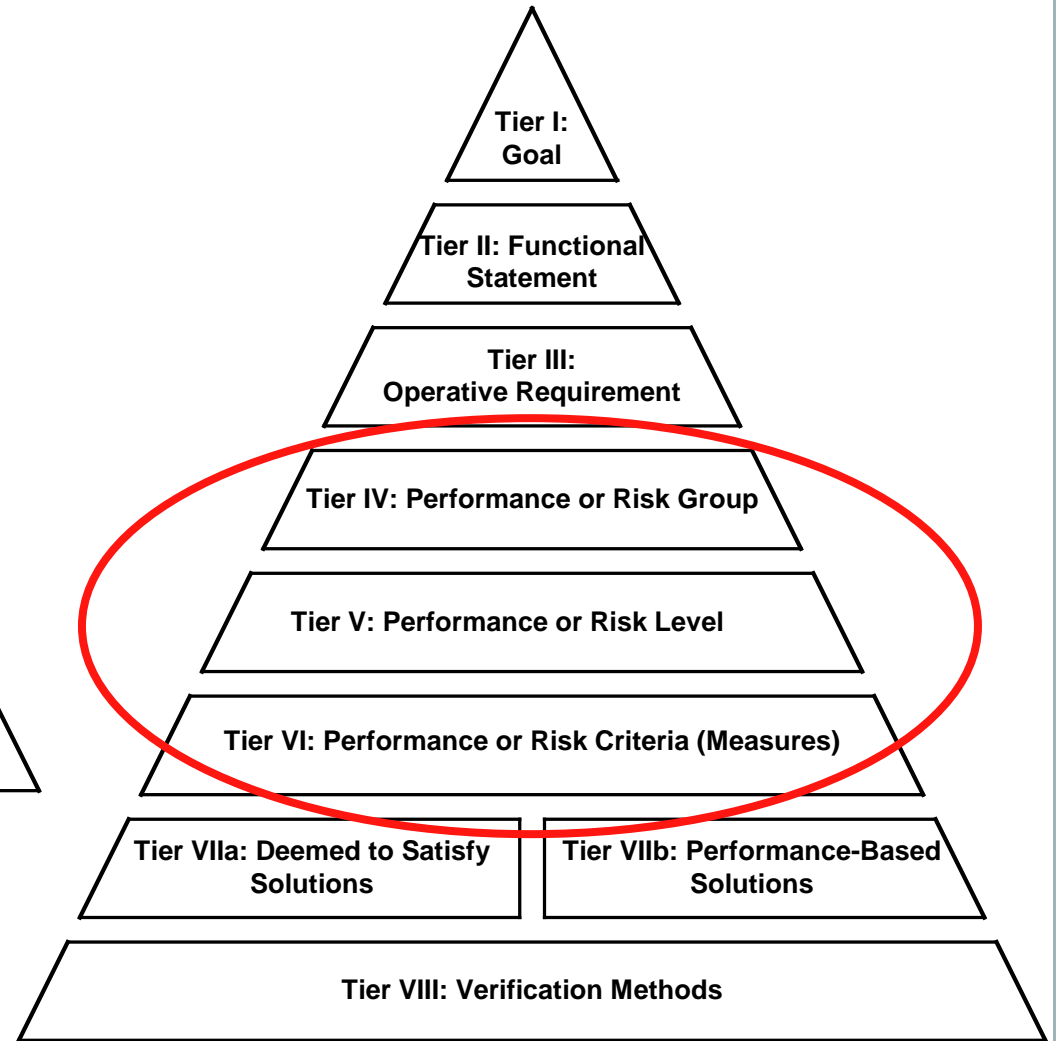 Tier I:
Goal
Tier II: Functional
Statement
Tier III:
Operative Requirement
Tier IV: Performance or Risk Group
Tier V: Performance or Risk Level
Tier VI: Performance or Risk Criteria (Measures)
Tier VIIa: Deemed to Satisfy
Solutions
Tier VIIb: Performance-Based
Solutions
Tier VIII: Verification Methods